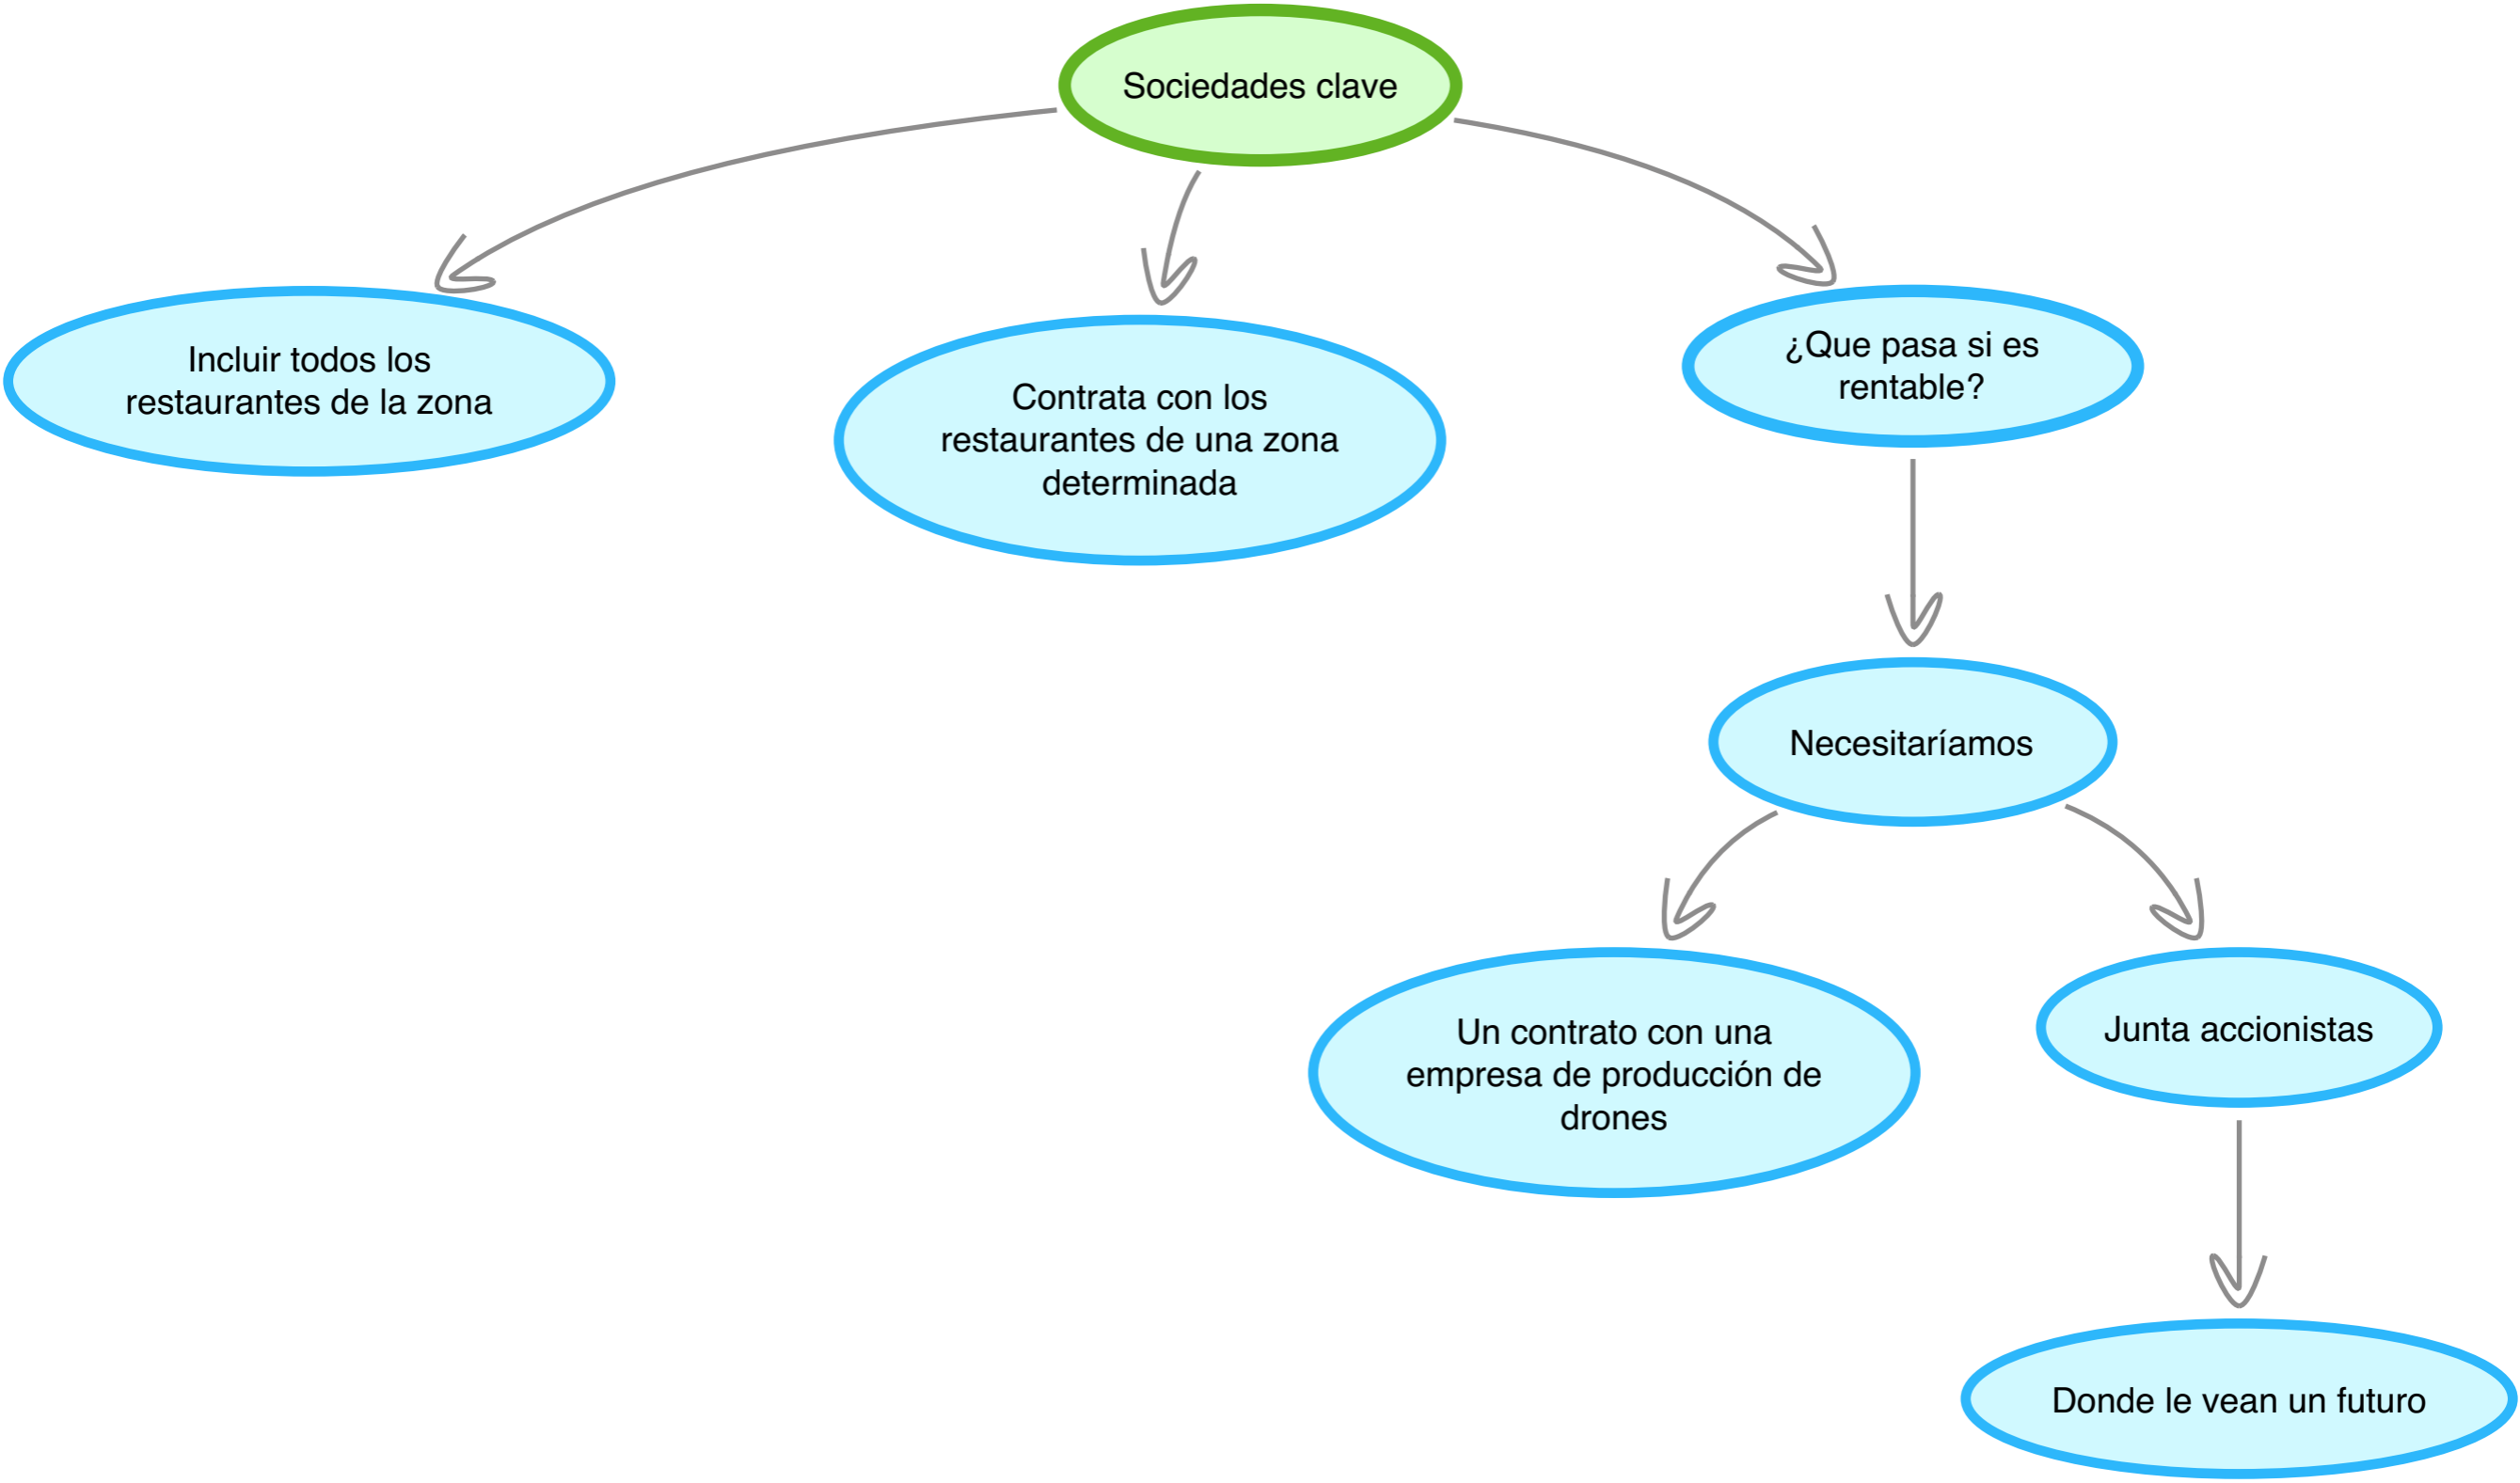 Sociedades clave
Incluir todos los
restaurantes de la zona
Contrata con los
restaurantes de una zona
determinada
¿Que pasa si es
rentable?
Necesitaríamos
Un contrato con una
empresa de producción de
drones
Junta accionistas
Donde le vean un futuro